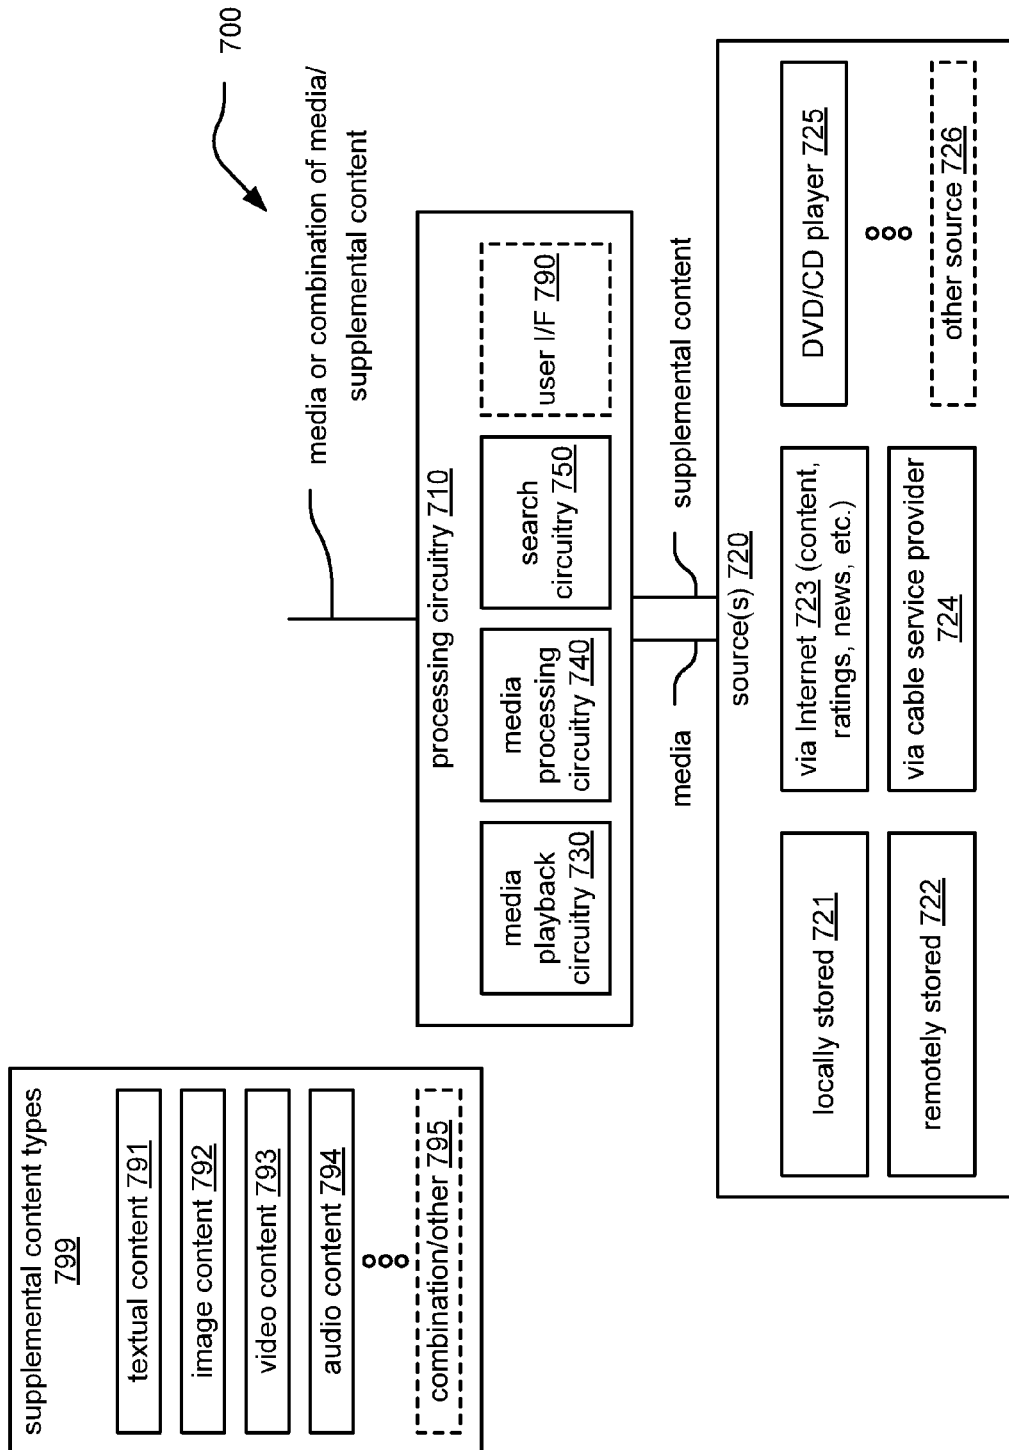 700
media or combination of media/
supplemental content
supplemental content types
799
textual content 791
image content 792
video content 793
audio content 794
combination/other 795
processing circuitry 710
media
playback
circuitry 730
media
processing
circuitry 740
search
circuitry 750
user I/F 790
media
supplemental content
source(s) 720
locally stored 721
remotely stored 722
via Internet 723 (content,
ratings, news, etc.)
via cable service provider
724
DVD/CD player 725
other source 726